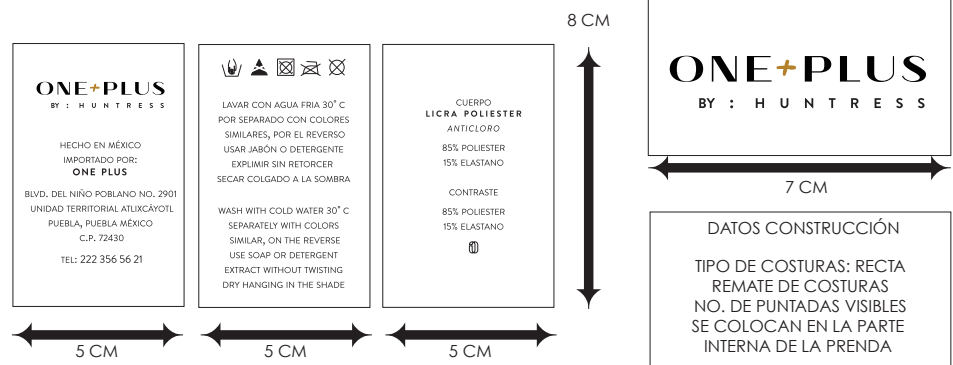 ONE+PLUS
BY : HUNTRESS
HECHO EN MÉXICO
IMPORTADO POR:
ONE PLUS
BLVD. DEL NIÑO POBLANO NO. 2901
UNIDAD TERRITORIAL ATLIXCÁYOTL
PUEBLA, PUEBLA MÉXICO
C.P. 72430
TEL: 222 356 56 21
5 CM
LAVAR CON AGUA FRIA 30° C
POR SEPARADO CON COLORES
SIMILARES, POR EL REVERSO
USAR JABÓN O DETERGENTE
EXPLIMIR SIN RETORCER
SECAR COLGADO A LA SOMBRA
WASH WITH COLD WATER 30° C
SEPARATELY WITH COLORS
SIMILAR, ON THE REVERSE
USE SOAP OR DETERGENT
EXTRACT WITHOUT TWISTING
DRY HANGING IN THE SHADE
5 CM
CUERPO
LICRA POLIESTER
ANTICLORO
85% POLIESTER
15% ELASTANO
CONTRASTE
85% POLIESTER
15% ELASTANO
5 CM
8 CM
ONE+PLUS
BY : HUNTRESS
7 CM
DATOS CONSTRUCCIÓN
TIPO DE COSTURAS: RECTA
REMATE DE COSTURAS
NO. DE PUNTADAS VISIBLES
SE COLOCAN EN LA PARTE
INTERNA DE LA PRENDA